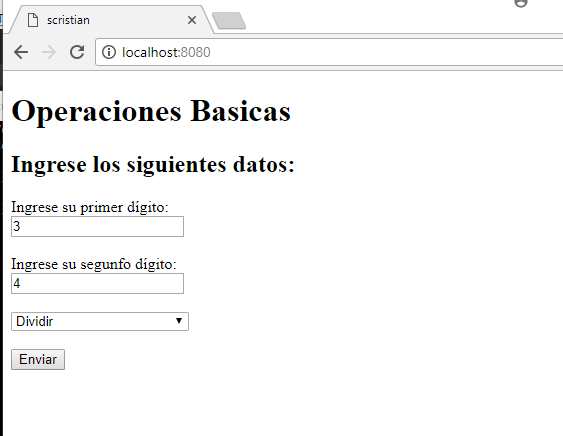 scristian
localhost:8080
Operaciones Basicas
Ingrese los siguientes datos:
Ingrese su primer dígito:
3
Ingrese su segunfo dígito:
4
Dividir
Enviar